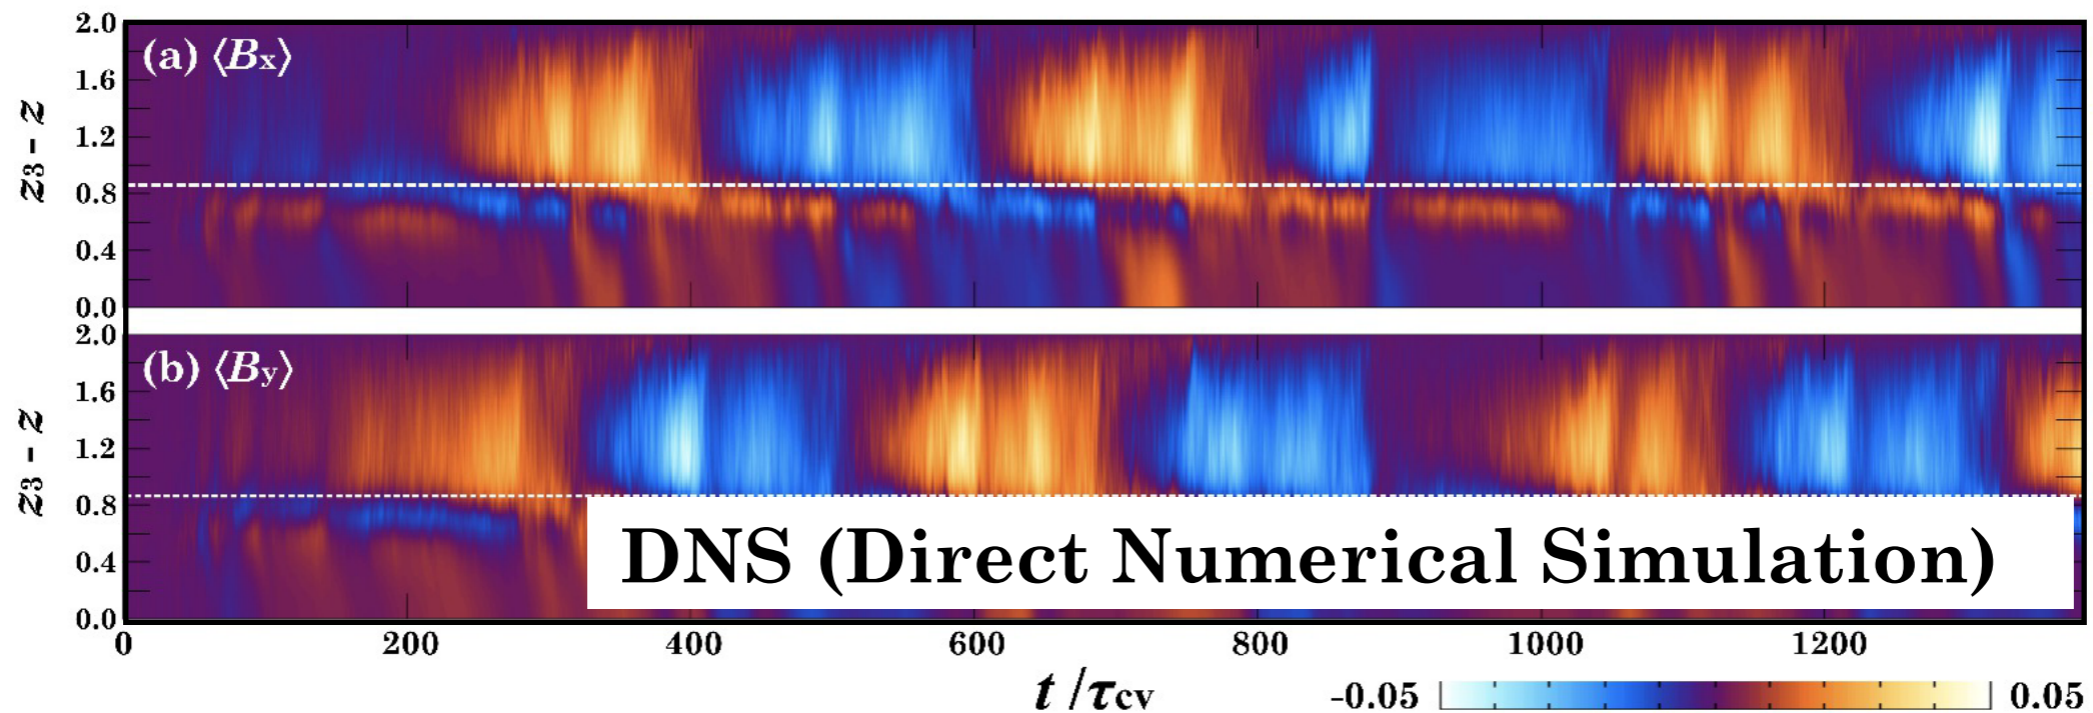 2.0
(a) ⟨Bx⟩
1.6
1.2
z3 - z
0.8
0.4
0.0
2.0
(b) ⟨By⟩
1.6
1.2
z3 - z
0.8
DNS (Direct Numerical Simulation)
0.4
0.0
0 200 400 600 800 1000 1200
t /τcv
-0.05 0.05